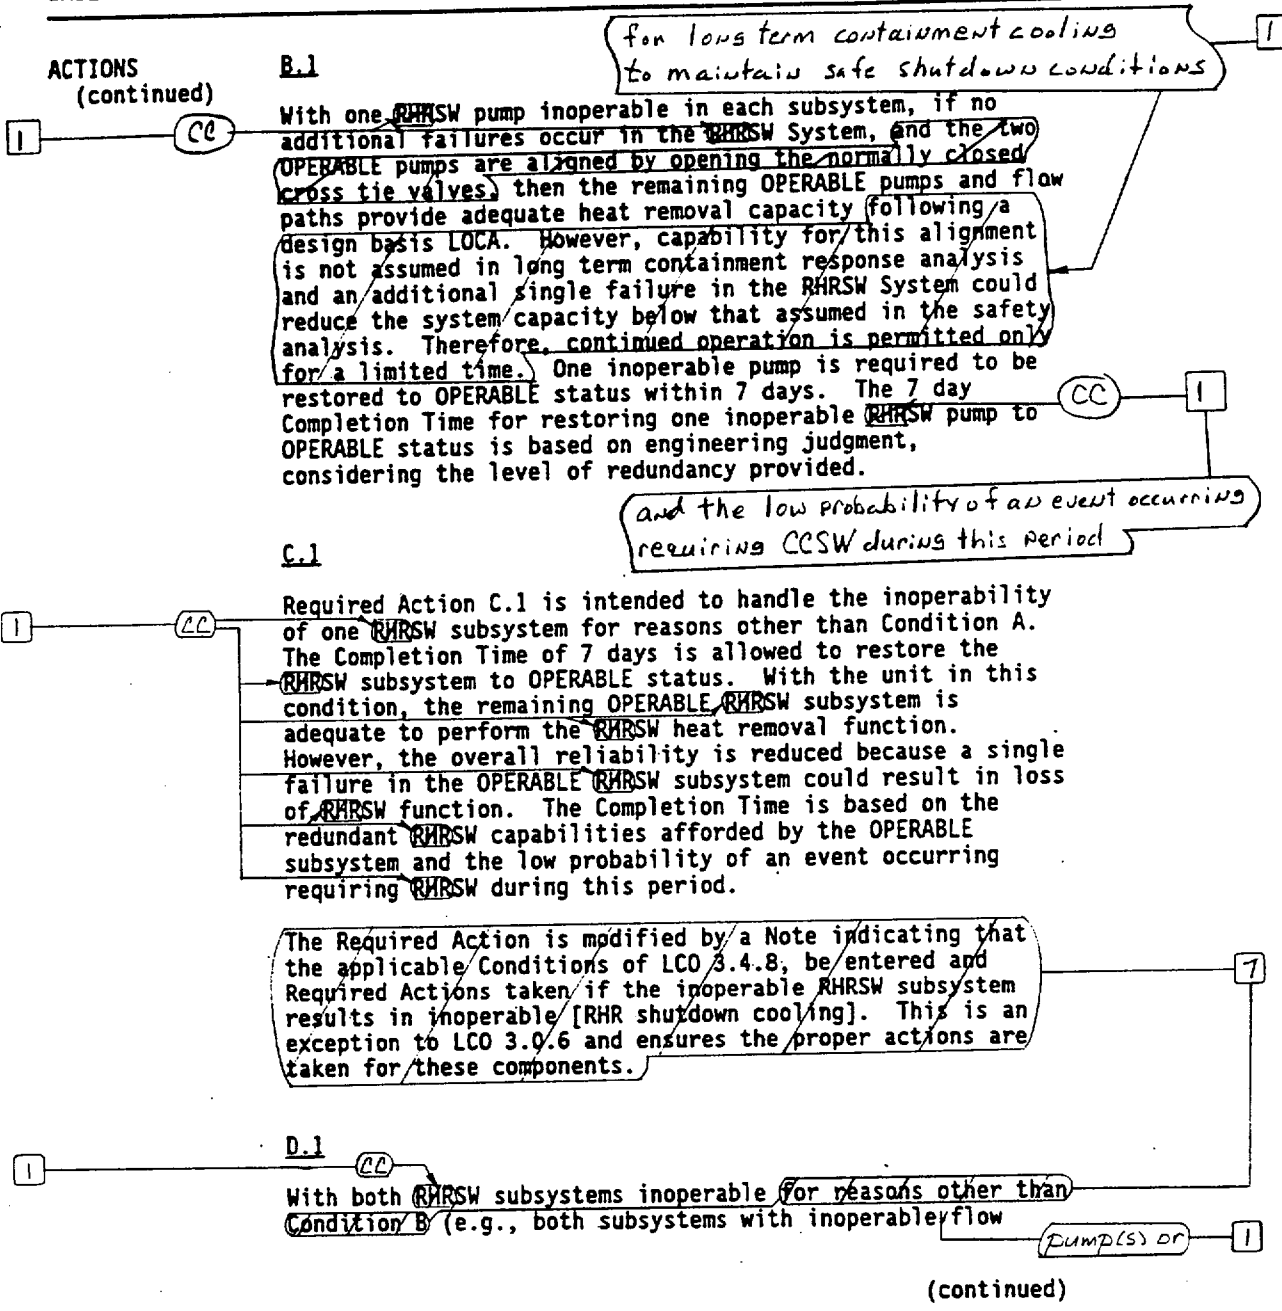 for long term containment cooling
to maintain safe shutdown conditions
1
ACTIONS
(continued)
B.1
1
CC
With one RHRSW pump inoperable in each subsystem, if no
additional failures occur in the RHRSW System, and the two
OPERABLE pumps are aligned by opening the normally closed
cross tie valves, then the remaining OPERABLE pumps and flow
paths provide adequate heat removal capacity following a
design basis LOCA. However, capability for this alignment
is not assumed in long term containment response analysis
and an additional single failure in the RHRSW System could
reduce the system capacity below that assumed in the safety
analysis. Therefore, continued operation is permitted only
for a limited time. One inoperable pump is required to be
restored to OPERABLE status within 7 days. The 7 day
Completion Time for restoring one inoperable RHRSW pump to
OPERABLE status is based on engineering judgment,
considering the level of redundancy provided.
CC
1
and the low probability of an event occurring
requiring CCSW during this period
C.1
1
CC
Required Action C.1 is intended to handle the inoperability
of one RHRSW subsystem for reasons other than Condition A.
The Completion Time of 7 days is allowed to restore the
RHRSW subsystem to OPERABLE status. With the unit in this
condition, the remaining OPERABLE RHRSW subsystem is
adequate to perform the RHRSW heat removal function.
However, the overall reliability is reduced because a single
failure in the OPERABLE RHRSW subsystem could result in loss
of RHRSW function. The Completion Time is based on the
redundant RHRSW capabilities afforded by the OPERABLE
subsystem and the low probability of an event occurring
requiring RHRSW during this period.
The Required Action is modified by a Note indicating that
the applicable Conditions of LCO 3.4.8, be entered and
Required Actions taken if the inoperable RHRSW subsystem
results in inoperable [RHR shutdown cooling]. This is an
exception to LCO 3.0.6 and ensures the proper actions are
taken for these components.
7
D.1
1
CC
With both RHRSW subsystems inoperable for reasons other than
Condition B (e.g., both subsystems with inoperable flow
pump(s) or
1
(continued)